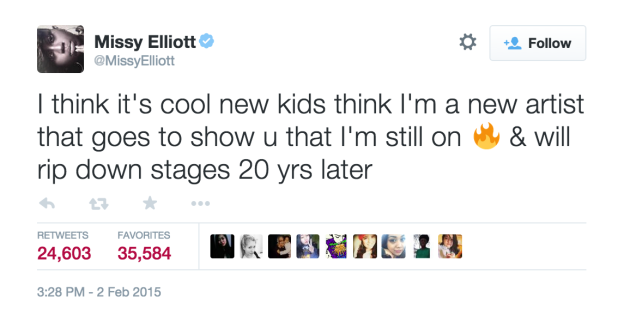 Missy Elliott
@MissyElliott
Follow
I think it's cool new kids think I'm a new artist
that goes to show u that I'm still on 🔥 & will
rip down stages 20 yrs later
RETWEETS FAVORITES
24,603 35,584
3:28 PM - 2 Feb 2015